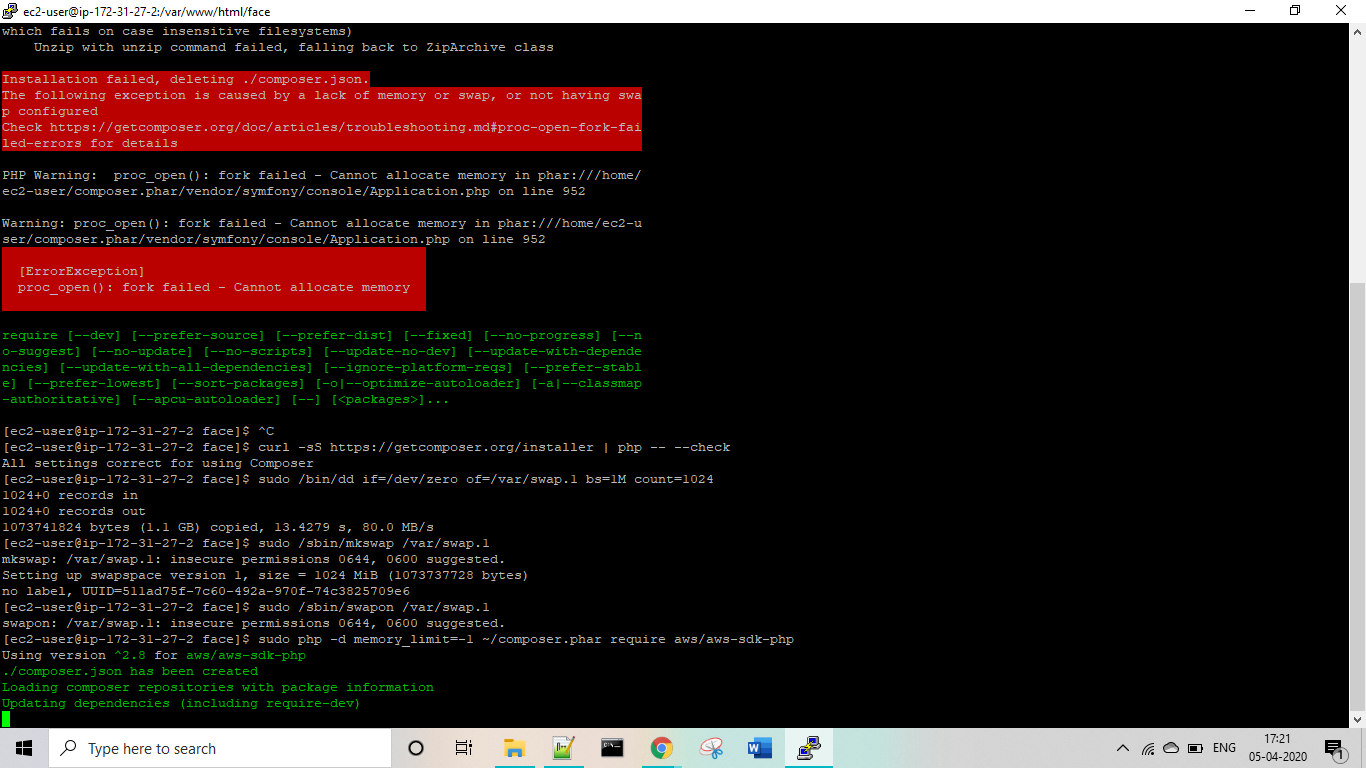 ec2-user@ip-172-31-27-2:/var/www/html/face
which fails on case insensitive filesystems)
Unzip with unzip command failed, falling back to ZipArchive class
Installation failed, deleting ./composer.json.
The following exception is caused by a lack of memory or swap, or not having swa
p configured
Check https://getcomposer.org/doc/articles/troubleshooting.md#proc-open-fork-fai
led-errors for details
PHP Warning:  proc_open(): fork failed - Cannot allocate memory in phar:///home/
ec2-user/composer.phar/vendor/symfony/console/Application.php on line 952
Warning: proc_open(): fork failed - Cannot allocate memory in phar:///home/ec2-u
ser/composer.phar/vendor/symfony/console/Application.php on line 952
[ErrorException]
proc_open(): fork failed - Cannot allocate memory
require [--dev] [--prefer-source] [--prefer-dist] [--fixed] [--no-progress] [--n
o-suggest] [--no-update] [--no-scripts] [--update-no-dev] [--update-with-depende
ncies] [--update-with-all-dependencies] [--ignore-platform-reqs] [--prefer-stabl
e] [--prefer-lowest] [--sort-packages] [-o|--optimize-autoloader] [-a|--classmap
-authoritative] [--apcu-autoloader] [--] [<packages>]...
[ec2-user@ip-172-31-27-2 face]$ ^C
[ec2-user@ip-172-31-27-2 face]$ curl -sS https://getcomposer.org/installer | php -- --check
All settings correct for using Composer
[ec2-user@ip-172-31-27-2 face]$ sudo /bin/dd if=/dev/zero of=/var/swap.1 bs=1M count=1024
1024+0 records in
1024+0 records out
1073741824 bytes (1.1 GB) copied, 13.4279 s, 80.0 MB/s
[ec2-user@ip-172-31-27-2 face]$ sudo /sbin/mkswap /var/swap.1
mkswap: /var/swap.1: insecure permissions 0644, 0600 suggested.
Setting up swapspace version 1, size = 1024 MiB (1073737728 bytes)
no label, UUID=511ad75f-7c60-492a-970f-74c3825709e6
[ec2-user@ip-172-31-27-2 face]$ sudo /sbin/swapon /var/swap.1
swapon: /var/swap.1: insecure permissions 0644, 0600 suggested.
[ec2-user@ip-172-31-27-2 face]$ sudo php -d memory_limit=-1 ~/composer.phar require aws/aws-sdk-php
Using version ^2.8 for aws/aws-sdk-php
./composer.json has been created
Loading composer repositories with package information
Updating dependencies (including require-dev)
Type here to search
ENG
17:21
05-04-2020
1